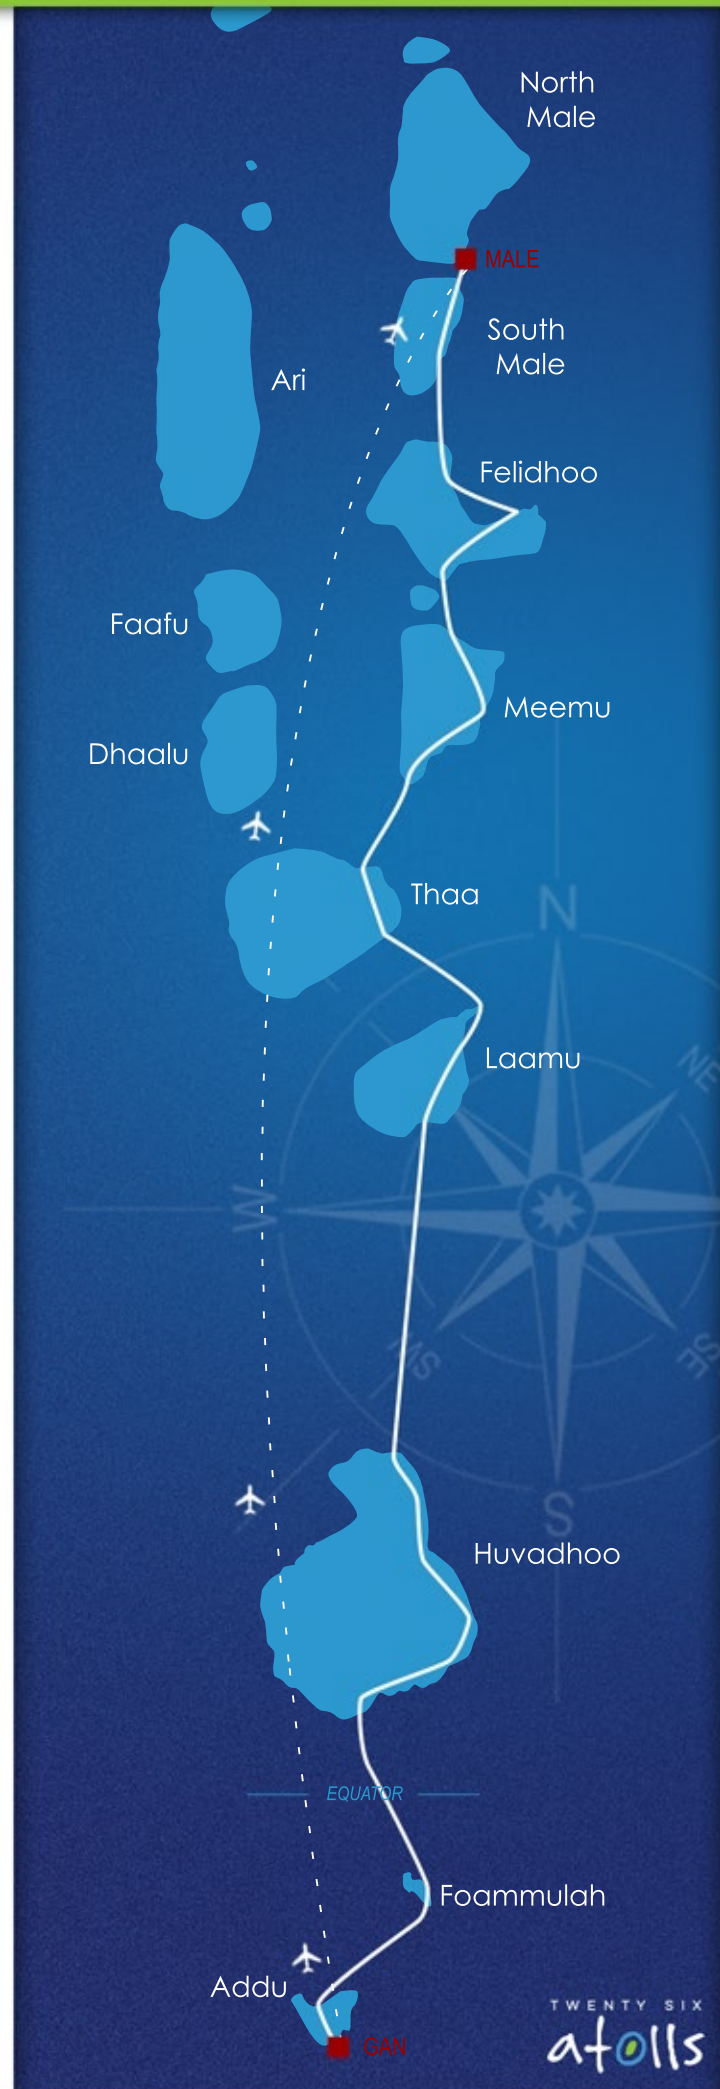 North
Male
MALE
South
Male
Ari
Felidhoo
Faafu
Meemu
Dhaalu
Thaa
N
Laamu
NE
W
SW
SE
S
Huvadhoo
EQUATOR
Foammulah
Addu
TWENTY SIX
atolls
GAN